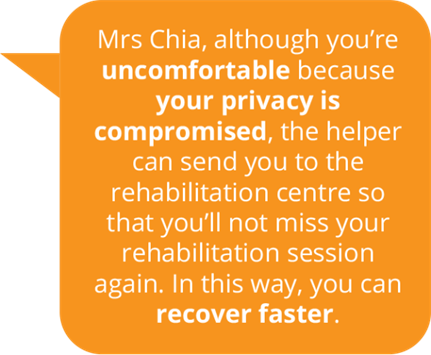 Mrs Chia, although you’re
uncomfortable because
your privacy is
compromised, the helper
can send you to the
rehabilitation centre so
that you’ll not miss your
rehabilitation session
again. In this way, you can
recover faster.